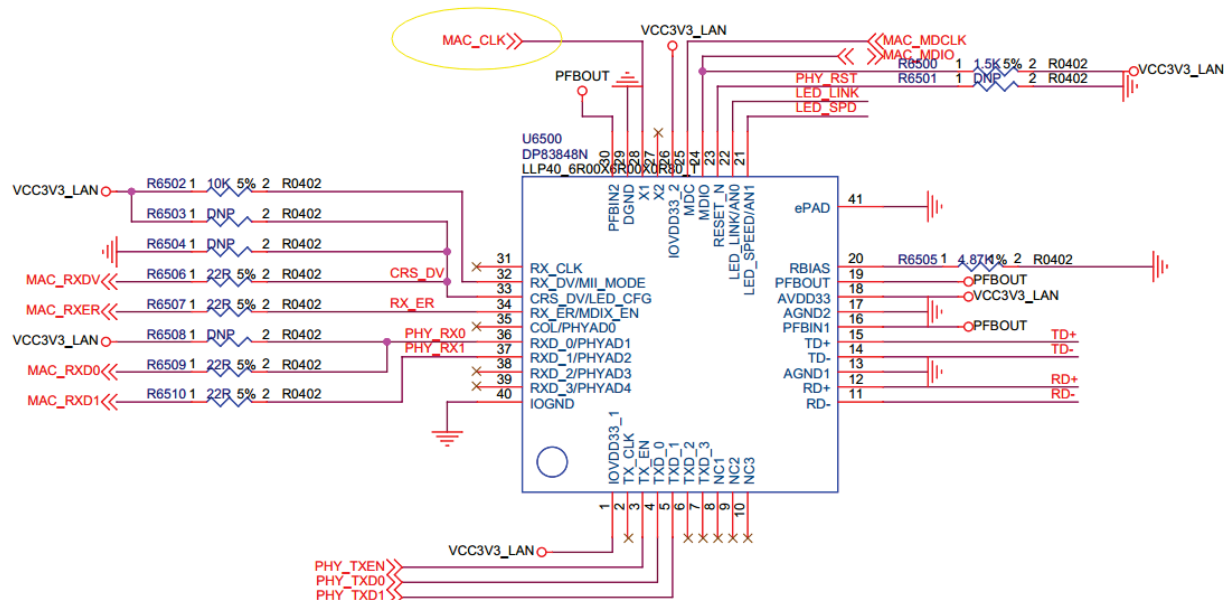 MAC_CLK
VCC3V3_LAN
MAC_MDCLK
MAC_MDIO
PFBOUT
R6500 1 1.5K 5% 2 R0402
VCC3V3_LAN
PHY_RST R6501 1 DNP 2 R0402
LED_LINK
LED_SPD
U6500
DP83848N
LLP40_6R00X6R00X0R80_1
30 29 28 27 26 25 24 23 22 21
PFBIN2
DGND
X1
X2
IOVDD33_2
MDC
MDIO
RESET_N
LED_LINK/AN0
LED_SPEED/AN1
VCC3V3_LAN R6502 1 10K 5% 2 R0402
R6503 1 DNP 2 R0402
R6504 1 DNP 2 R0402
MAC_RXDV R6506 1 22R 5% 2 R0402 CRS_DV
MAC_RXER R6507 1 22R 5% 2 R0402 RX_ER
VCC3V3_LAN R6508 1 DNP 2 R0402 PHY_RX0
PHY_RX1
MAC_RXD0 R6509 1 22R 5% 2 R0402
MAC_RXD1 R6510 1 22R 5% 2 R0402
31 RX_CLK
32 RX_DV/MII_MODE
33 CRS_DV/LED_CFG
34 RX_ER/MDIX_EN
35 COL/PHYAD0
36 RXD_0/PHYAD1
37 RXD_1/PHYAD2
38 RXD_2/PHYAD3
39 RXD_3/PHYAD4
40 IOGND
ePAD 41
RBIAS 20 R6505 1 4.87K 1% 2 R0402
PFBOUT 19 PFBOUT
AVDD33 18 VCC3V3_LAN
AGND2 17
PFBIN1 16 PFBOUT
TD+ 15 TD+
TD- 14 TD-
AGND1 13
RD+ 12 RD+
RD- 11 RD-
IOVDD33_1
TX_CLK
TX_EN
TXD_0
TXD_1
TXD_2
TXD_3
NC1
NC2
NC3
1 2 3 4 5 6 7 8 9 10
VCC3V3_LAN
PHY_TXEN
PHY_TXD0
PHY_TXD1